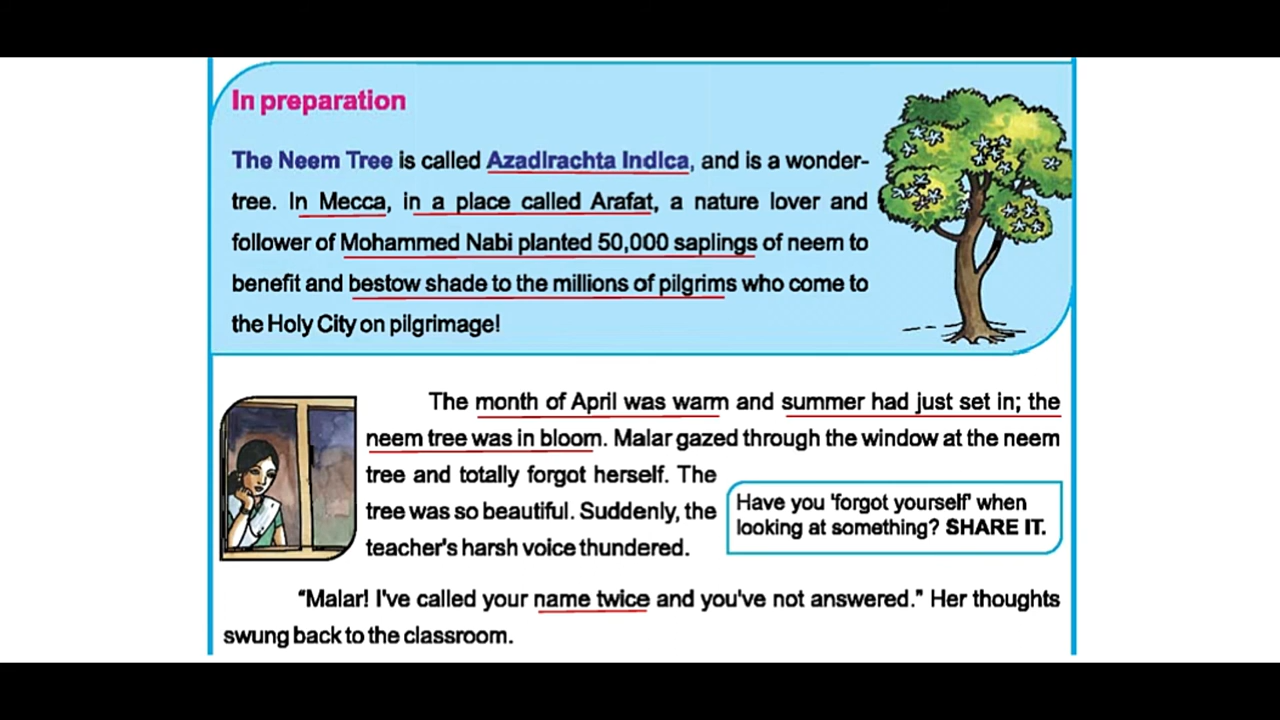 In preparation
The Neem Tree is called Azadlrachta Indlca, and is a wonder-
tree. In Mecca, in a place called Arafat, a nature lover and
follower of Mohammed Nabi planted 50,000 saplings of neem to
benefit and bestow shade to the millions of pilgrims who come to
the Holy City on pilgrimage!
The month of April was warm and summer had just set in; the
neem tree was in bloom. Malar gazed through the window at the neem
tree and totally forgot herself. The
tree was so beautiful. Suddenly, the
teacher's harsh voice thundered.
Have you 'forgot yourself' when
looking at something? SHARE IT.
"Malar! I've called your name twice and you've not answered." Her thoughts
swung back to the classroom.